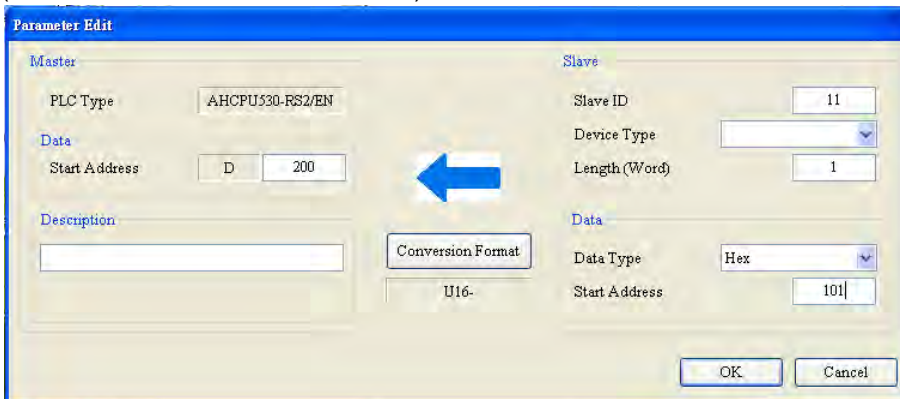 Parameter Edit
Master
PLC Type AHCPU530-RS2/EN
Data
Start Address D 200
Description
Conversion Format
U16-
Slave
Slave ID 11
Device Type
Length (Word) 1
Data
Data Type Hex
Start Address 101
OK Cancel